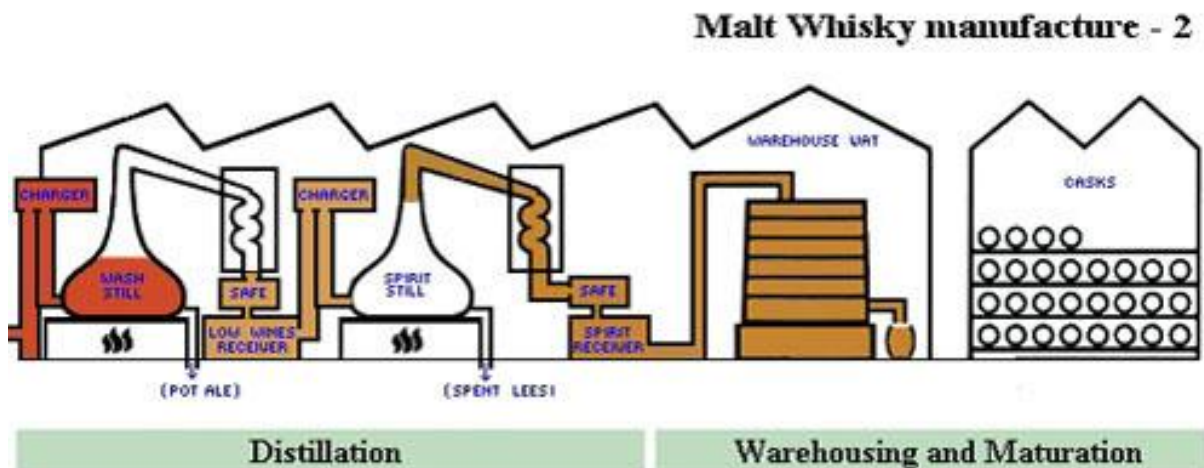 Malt Whisky manufacture - 2
WAREHOUSE VAT
CHARGER
CHARGER
CASKS
WASH
STILL
SPIRIT
STILL
SAFE
SAFE
LOW WINES
RECEIVER
SPIRIT
RECEIVER
(POT ALE)
(SPENT LEES)
Distillation
Warehousing and Maturation